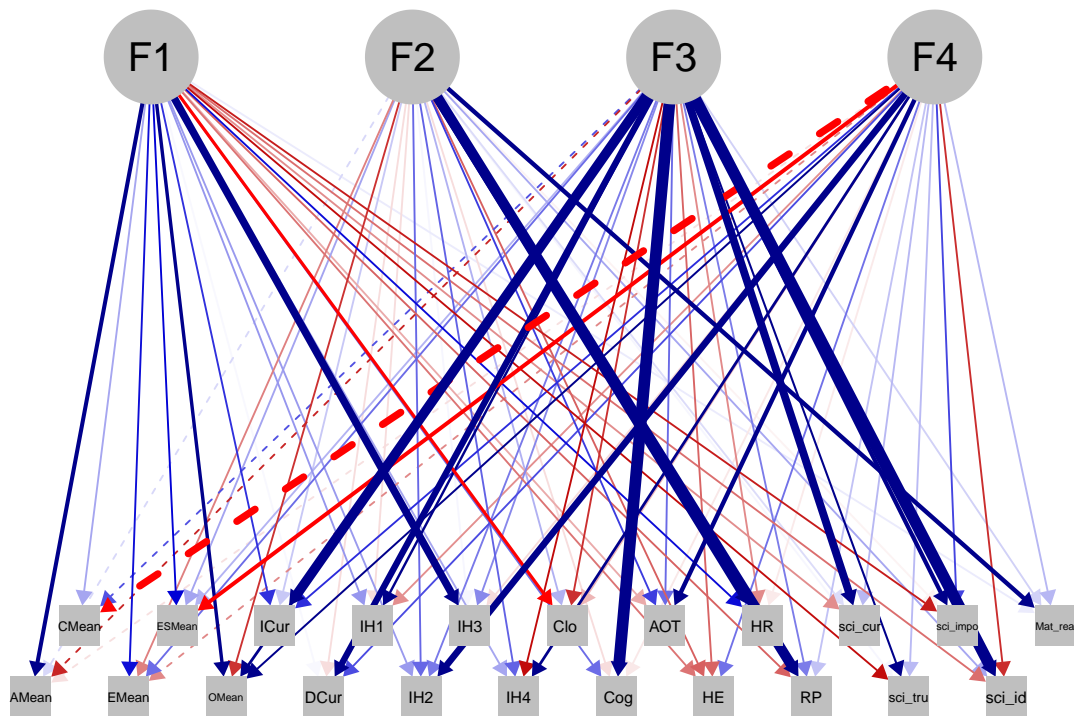 F1 F2 F3 F4
CMean ESMean ICur IH1 IH3 Clo AOT HR sci_cur sci_impo Mat_rea
AMean EMean OMean DCur IH2 IH4 Cog HE RP sci_tru sci_id